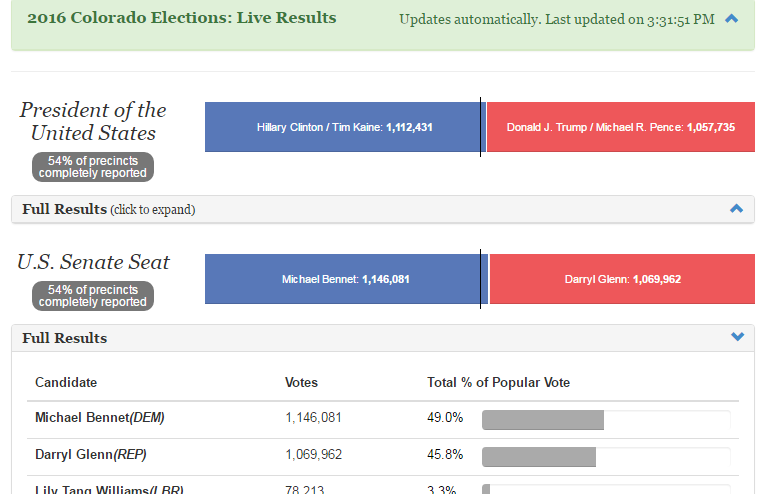 2016 Colorado Elections: Live Results
Updates automatically. Last updated on 3:31:51 PM
President of the
United States
54% of precincts
completely reported
Hillary Clinton / Tim Kaine: 1,112,431
Donald J. Trump / Michael R. Pence: 1,057,735
Full Results (click to expand)
U.S. Senate Seat
54% of precincts
completely reported
Michael Bennet: 1,146,081
Darryl Glenn: 1,069,962
Full Results
Candidate Votes Total % of Popular Vote
Michael Bennet(DEM) 1,146,081 49.0%
Darryl Glenn(REP) 1,069,962 45.8%
Lily Tang Williams(LBR) 78,213 3.3%